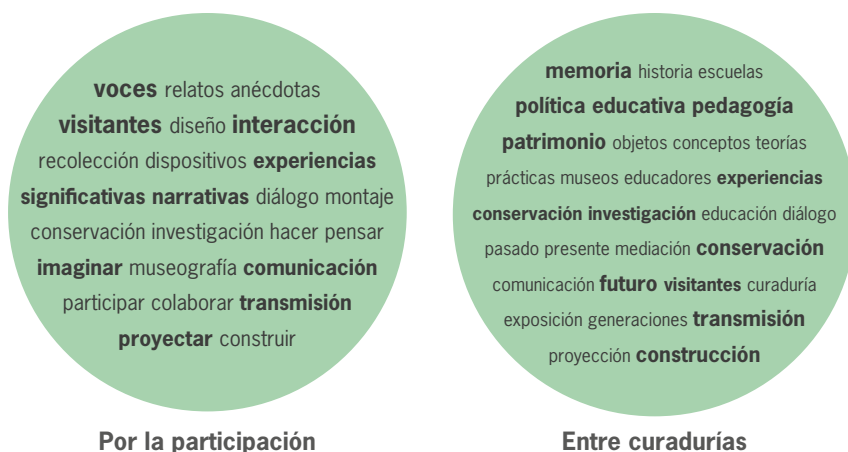 voces relatos anécdotas
visitantes diseño interacción
recolección dispositivos experiencias
significativas narrativas diálogo montaje
conservación investigación hacer pensar
imaginar museografía comunicación
participar colaborar transmisión
proyectar construir
Por la participación
memoria historia escuelas
política educativa pedagogía
patrimonio objetos conceptos teorías
prácticas museos educadores experiencias
conservación investigación educación diálogo
pasado presente mediación conservación
comunicación futuro visitantes curaduría
exposición generaciones transmisión
proyección construcción
Entre curadurías